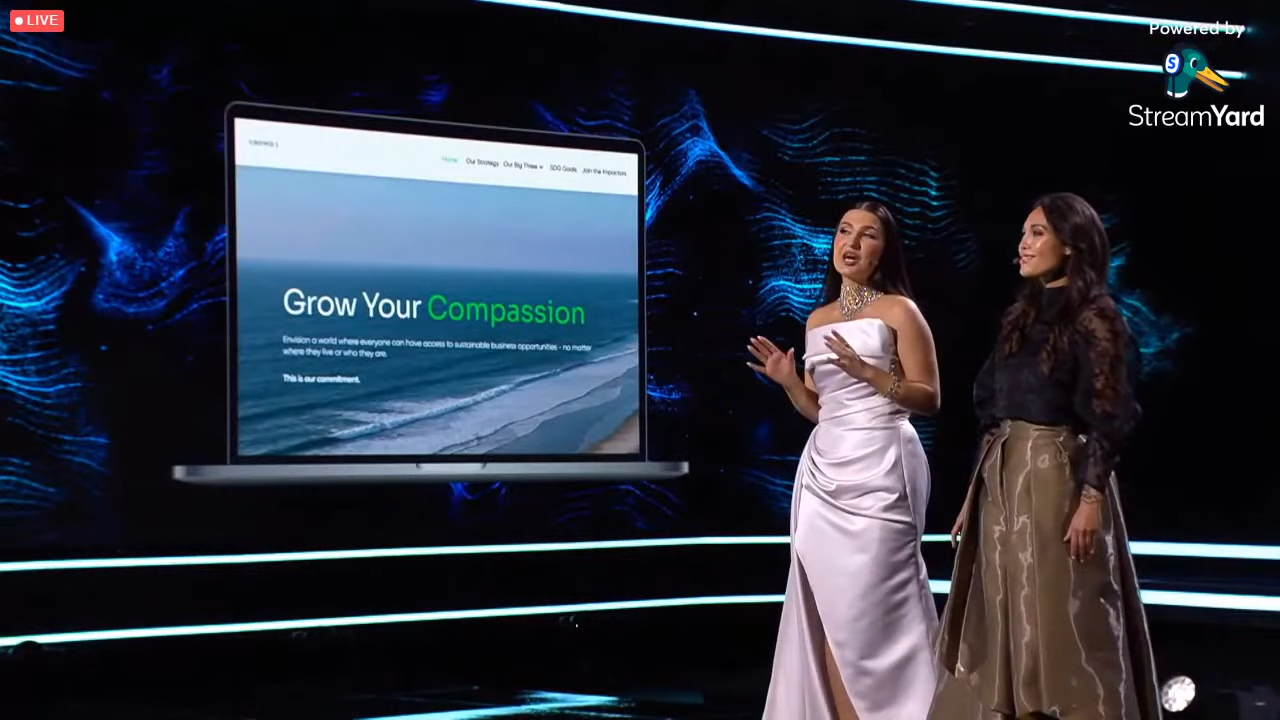 LIVE
Powered by
S
StreamYard
Home Our Strategy Our Big Three SDG Goals Join the Impactors
Grow Your Compassion
Envision a world where everyone can have access to sustainable business opportunities - no matter
where they live or who they are.
This is our commitment.